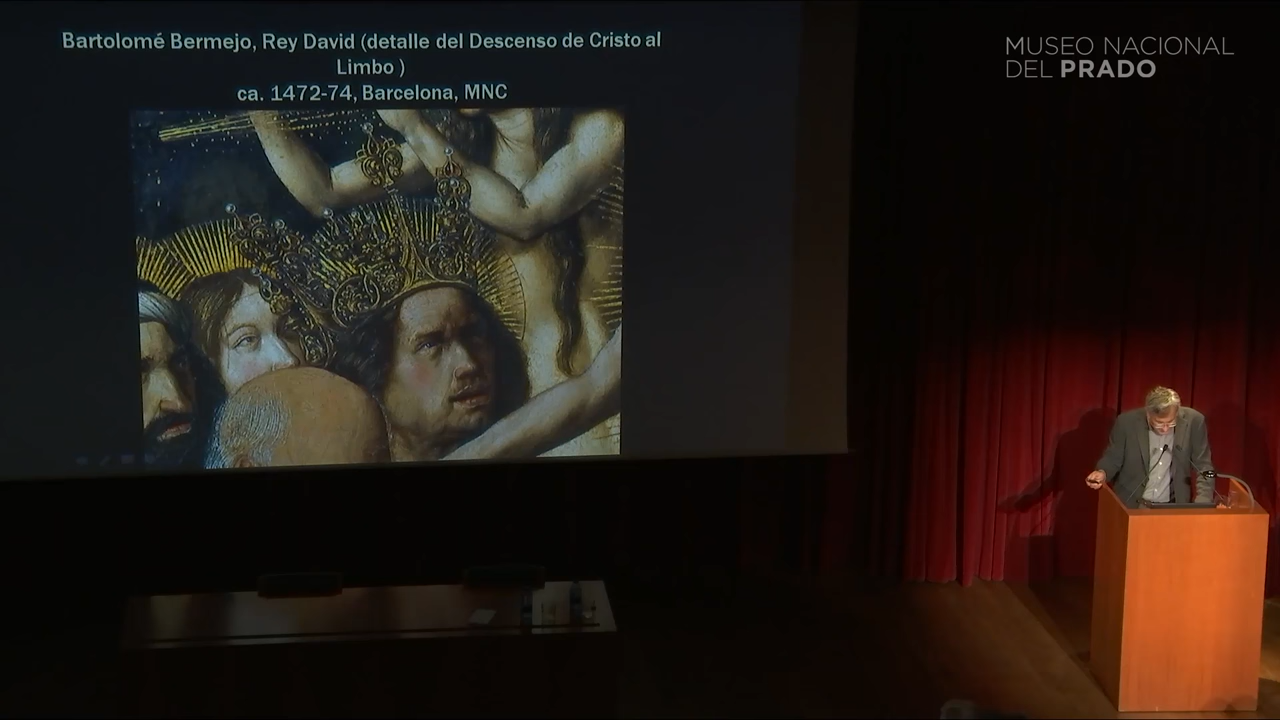 Bartolomé Bermejo, Rey David (detalle del Descenso de Cristo al
Limbo )
ca. 1472-74, Barcelona, MNC
MUSEO NACIONAL
DEL PRADO